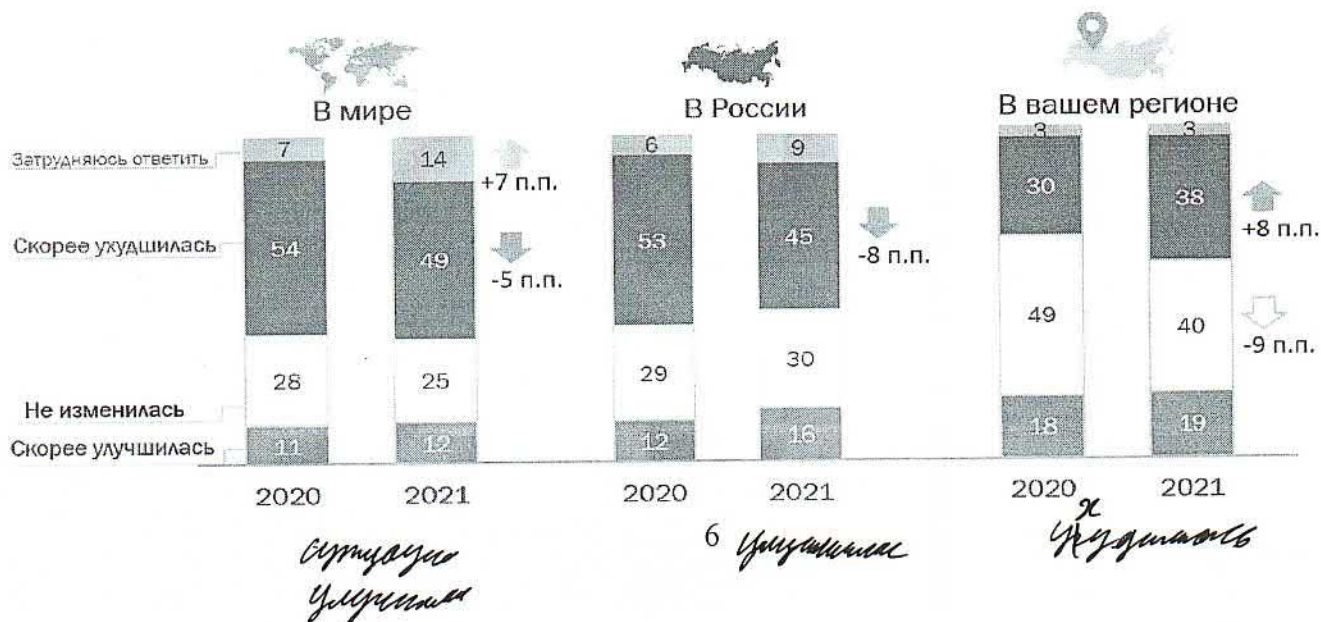 В мире
В России
В вашем регионе
Затрудняюсь ответить
7
14
+7 п.п.
6
9
3
3
Скорее ухудшилась
54
49
-5 п.п.
53
45
-8 п.п.
30
38
+8 п.п.
Не изменилась
28
25
29
30
49
40
-9 п.п.
Скорее улучшилась
11
12
12
16
18
19
2020
2021
2020
2021
2020
2021
ситуация
6
улучшилас
ухудшилась